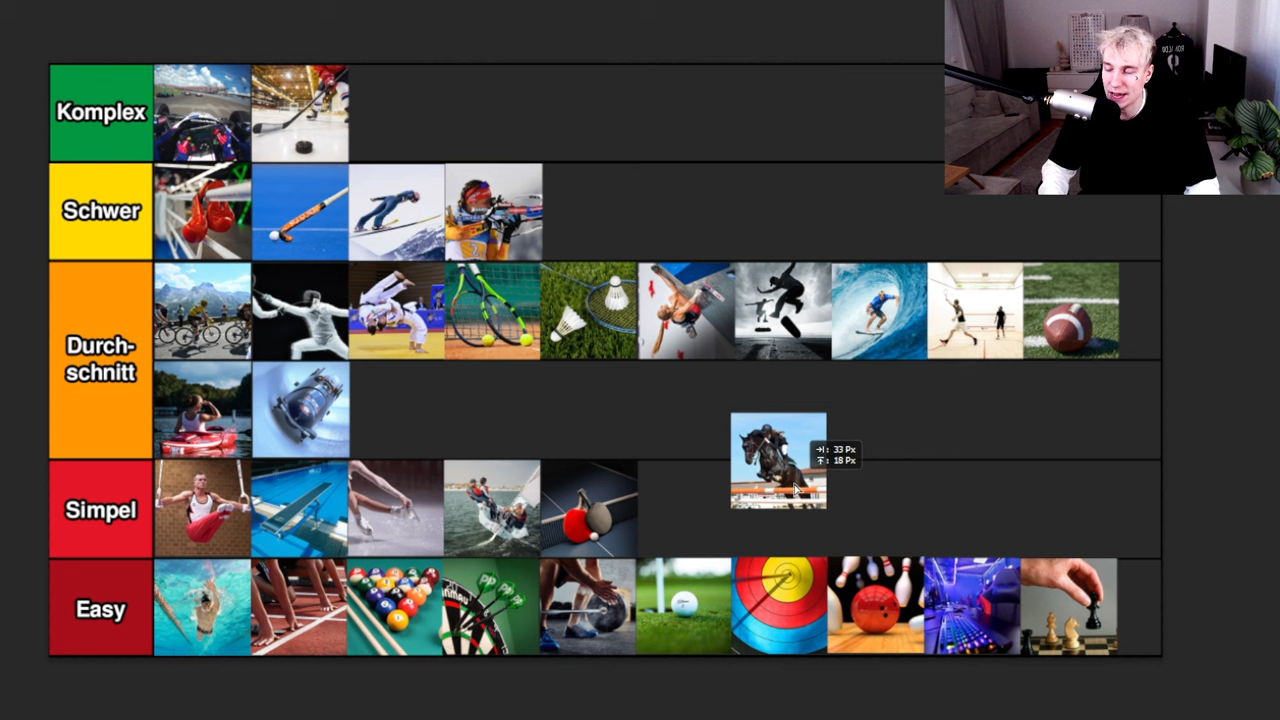 Komplex
Schwer
Durch-
schnitt
33 Px
18 Px
Simpel
Easy